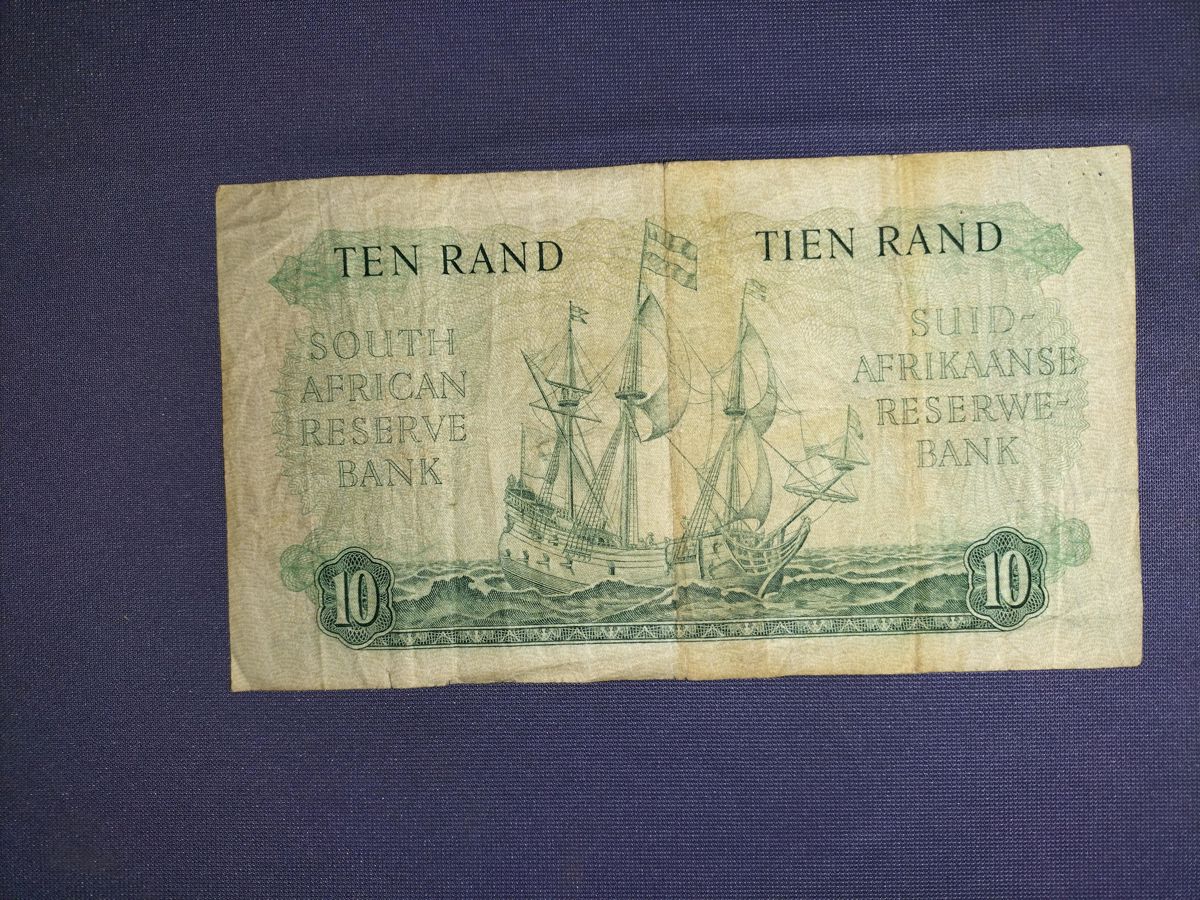 TEN RAND
TIEN RAND
SOUTH
AFRICAN
RESERVE
BANK
SUID-
AFRIKAANSE
RESERWE-
BANK
10
10